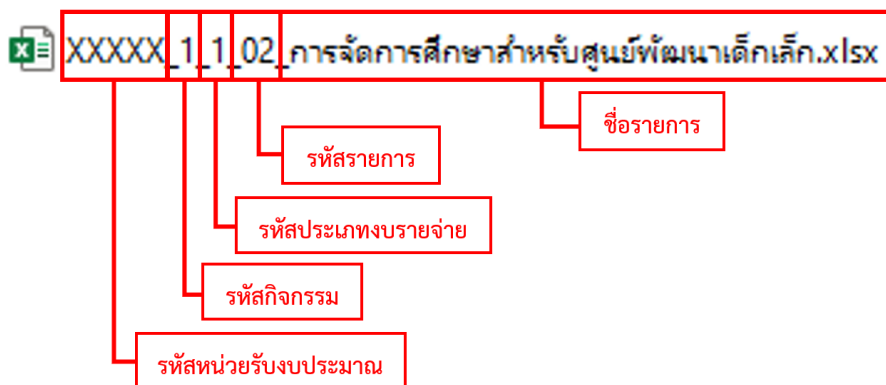 XXXXX_1_1_02_การจัดการศึกษาสำหรับศูนย์พัฒนาเด็กเล็ก.xlsx
ชื่อรายการ
รหัสรายการ
รหัสประเภทงบรายจ่าย
รหัสกิจกรรม
รหัสหน่วยรับงบประมาณ